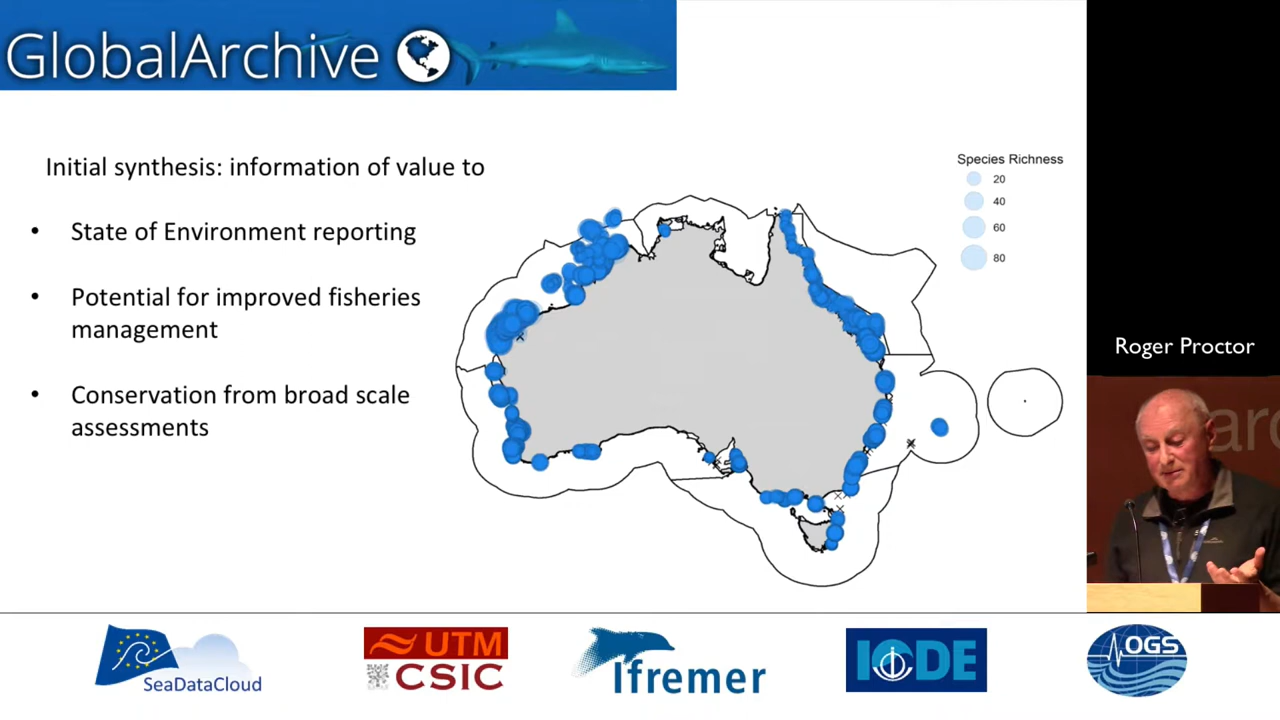 GlobalArchive
Initial synthesis: information of value to
• State of Environment reporting
• Potential for improved fisheries
management
• Conservation from broad scale
assessments
Species Richness
20
40
60
80
Roger Proctor
arc
SeaDataCloud
UTM
CSIC
Ifremer
IODE
OGS